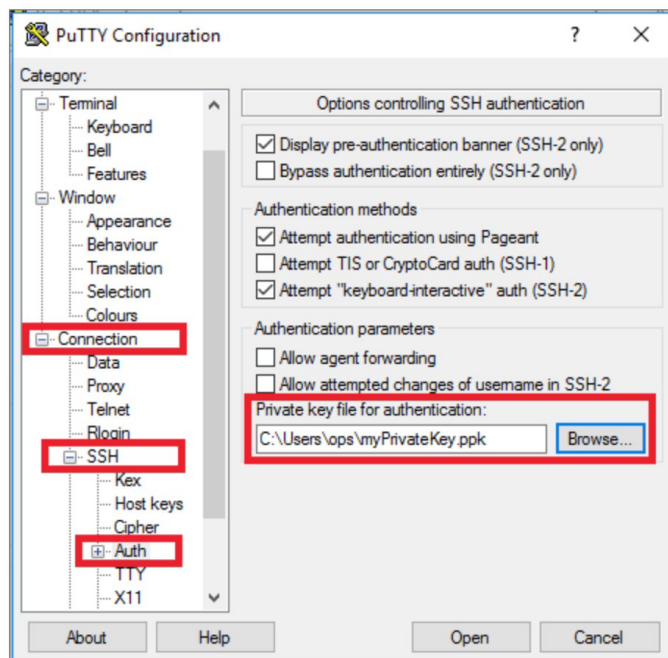 PuTTY Configuration
?
Category:
Terminal
Keyboard
Bell
Features
Window
Appearance
Behaviour
Translation
Selection
Colours
Connection
Data
Proxy
Telnet
Rlogin
SSH
Kex
Host keys
Cipher
Auth
TTY
X11
Options controlling SSH authentication
Display pre-authentication banner (SSH-2 only)
Bypass authentication entirely (SSH-2 only)
Authentication methods
Attempt authentication using Pageant
Attempt TIS or CryptoCard auth (SSH-1)
Attempt "keyboard-interactive" auth (SSH-2)
Authentication parameters
Allow agent forwarding
Allow attempted changes of username in SSH-2
Private key file for authentication:
C:\Users\ops\myPrivateKey.ppk
Browse...
About
Help
Open
Cancel